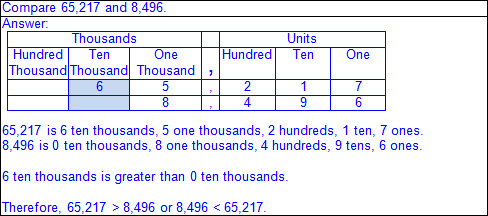 Compare 65,217 and 8,496.
Answer:
Thousands Units
Hundred Ten One Hundred Ten One
Thousand Thousand Thousand ,
6 5 , 2 1 7
8 , 4 9 6
65,217 is 6 ten thousands, 5 one thousands, 2 hundreds, 1 ten, 7 ones.
8,496 is 0 ten thousands, 8 one thousands, 4 hundreds, 9 tens, 6 ones.
6 ten thousands is greater than 0 ten thousands.
Therefore, 65,217 > 8,496 or 8,496 < 65,217.